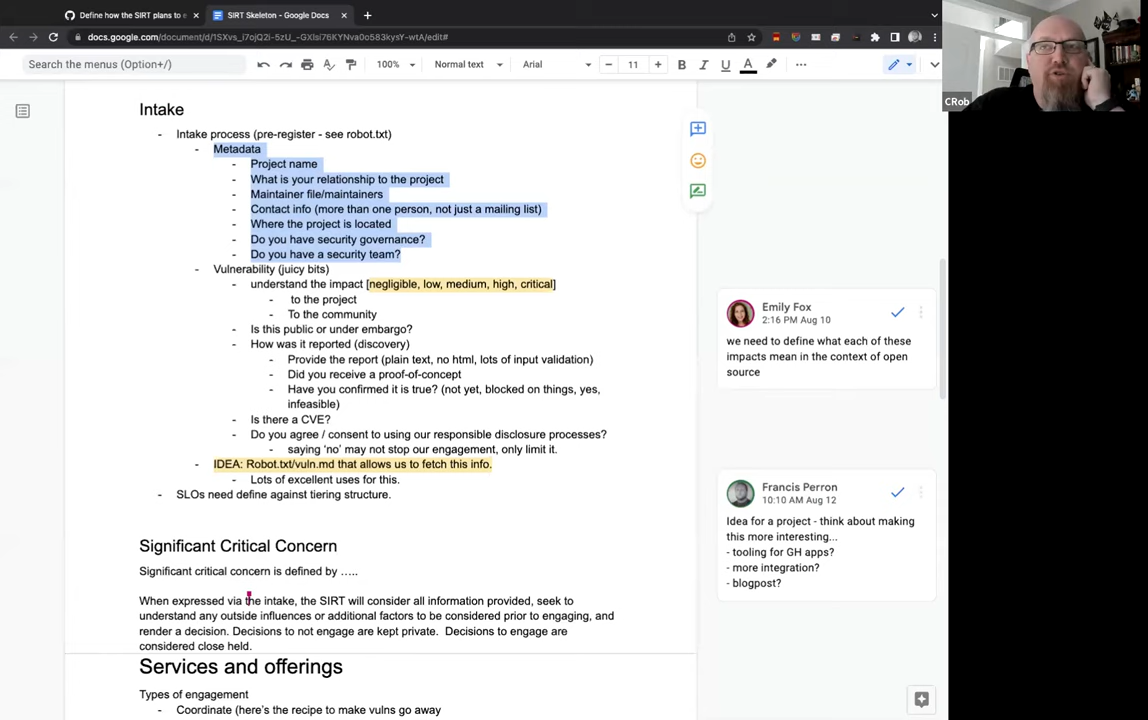 Define how the SIRT plans to e
SIRT Skeleton - Google Docs
docs.google.com/document/d/1SXvs_i7ojQ2i-5zU_-GXlsi76KYNva0o583kysY-wtA/edit#
Search the menus (Option+/)
100%
Normal text
Arial
11
B
I
U
A
CRob
Intake
- Intake process (pre-register - see robot.txt)
- Metadata
- Project name
- What is your relationship to the project
- Maintainer file/maintainers
- Contact info (more than one person, not just a mailing list)
- Where the project is located
- Do you have security governance?
- Do you have a security team?
- Vulnerability (juicy bits)
- understand the impact [negligible, low, medium, high, critical]
- to the project
- To the community
- Is this public or under embargo?
- How was it reported (discovery)
- Provide the report (plain text, no html, lots of input validation)
- Did you receive a proof-of-concept
- Have you confirmed it is true? (not yet, blocked on things, yes,
infeasible)
- Is there a CVE?
- Do you agree / consent to using our responsible disclosure processes?
- saying ‘no’ may not stop our engagement, only limit it.
- IDEA: Robot.txt/vuln.md that allows us to fetch this info.
- Lots of excellent uses for this.
- SLOs need define against tiering structure.
Significant Critical Concern
Significant critical concern is defined by …..
When expressed via the intake, the SIRT will consider all information provided, seek to
understand any outside influences or additional factors to be considered prior to engaging, and
render a decision. Decisions to not engage are kept private. Decisions to engage are
considered close held.
Services and offerings
Types of engagement
- Coordinate (here's the recipe to make vulns go away
Emily Fox
2:16 PM Aug 10
we need to define what each of these
impacts mean in the context of open
source
Francis Perron
10:10 AM Aug 12
Idea for a project - think about making
this more interesting...
- tooling for GH apps?
- more integration?
- blogpost?